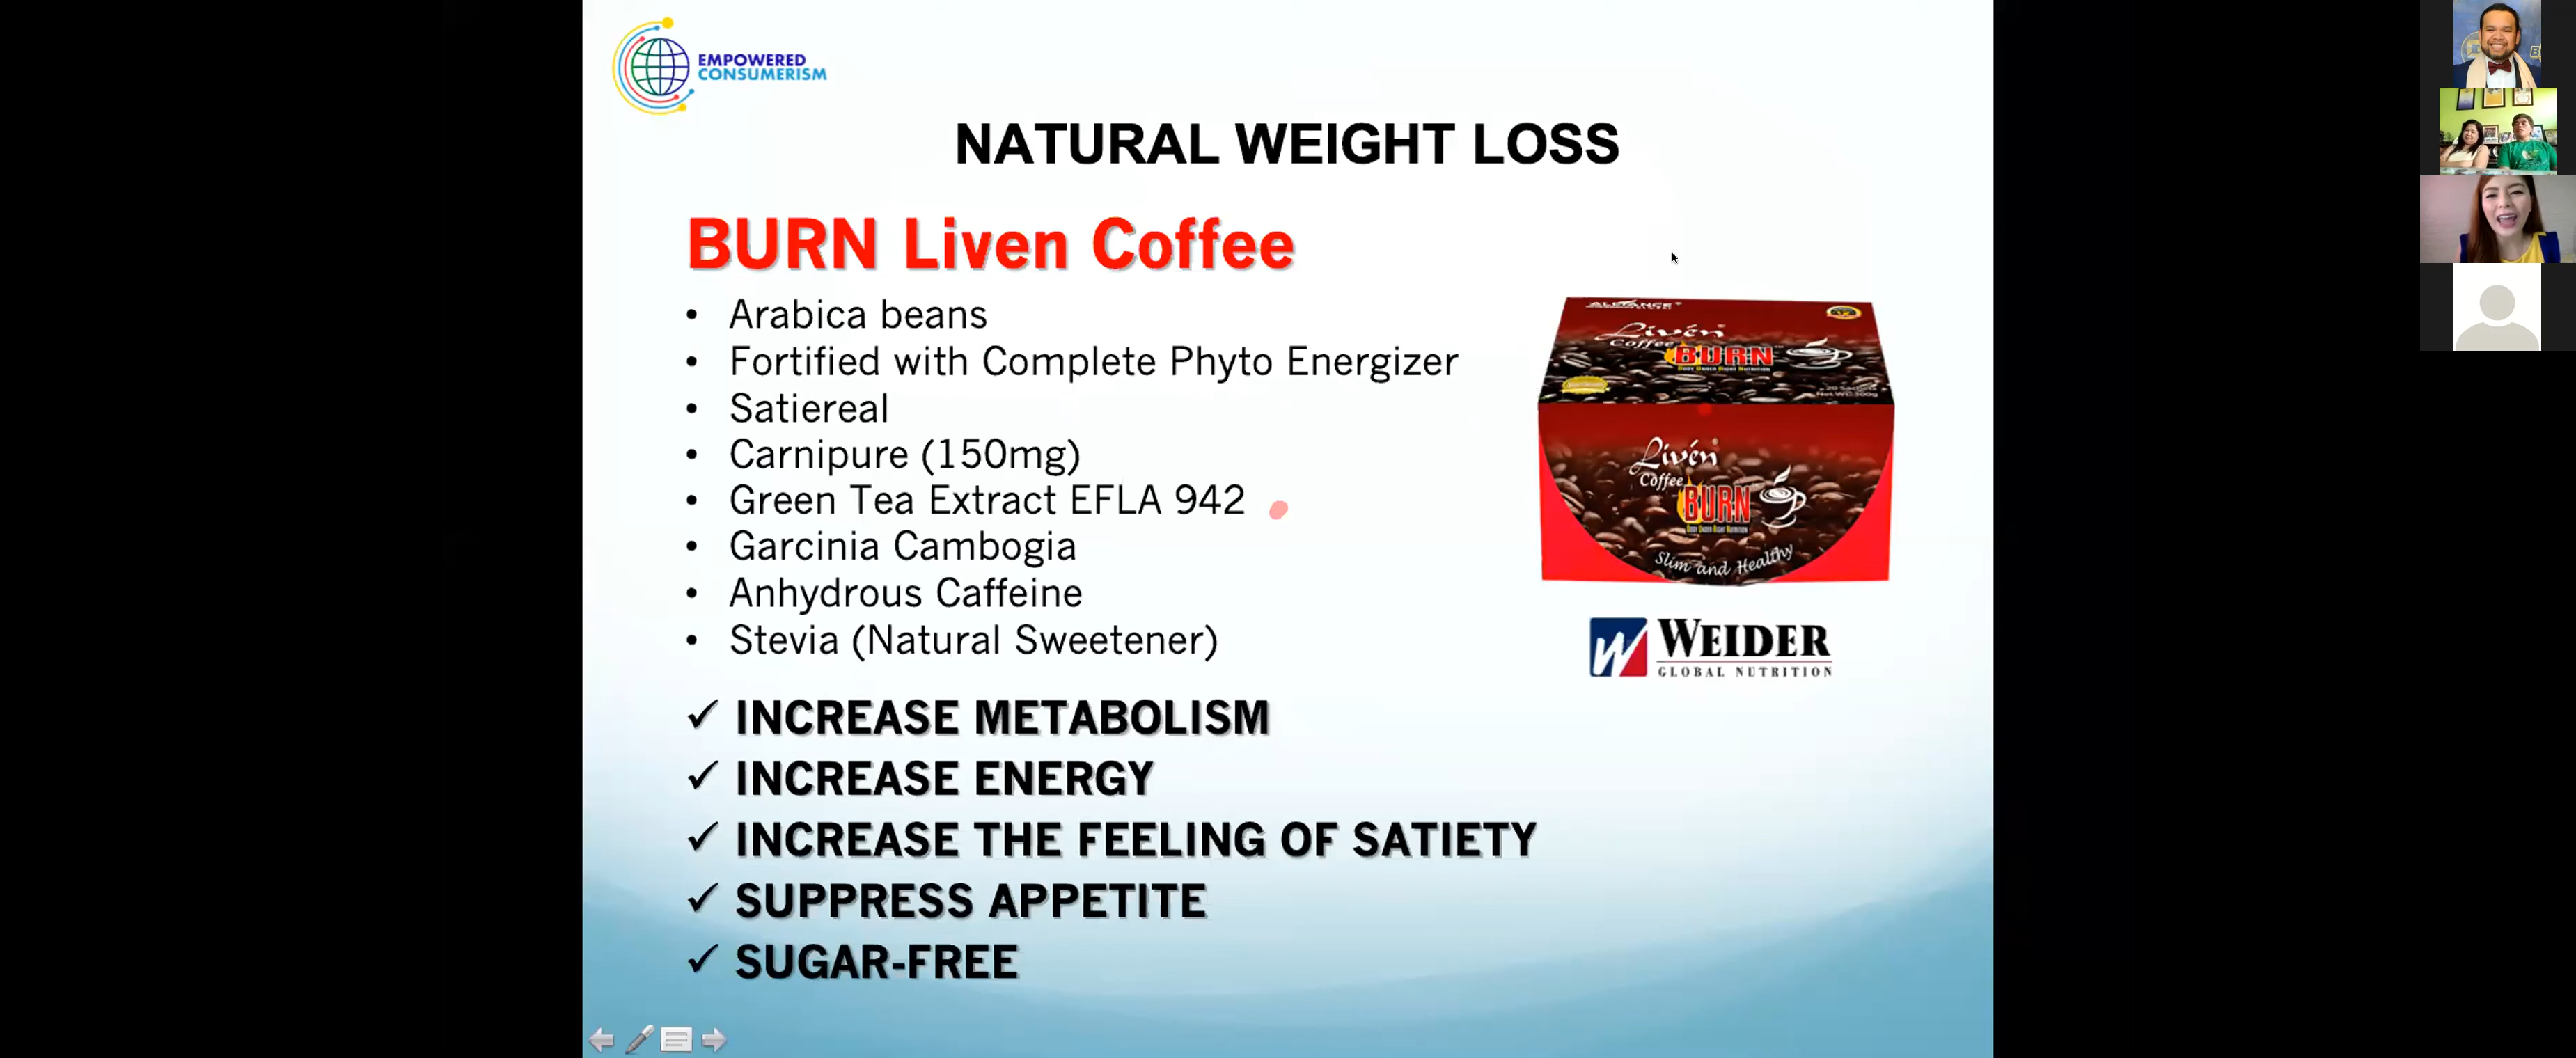 EMPOWERED
CONSUMERISM
NATURAL WEIGHT LOSS
BURN Liven Coffee
• Arabica beans
• Fortified with Complete Phyto Energizer
• Satiereal
• Carnipure (150mg)
• Green Tea Extract EFLA 942
• Garcinia Cambogia
• Anhydrous Caffeine
• Stevia (Natural Sweetener)
✓ INCREASE METABOLISM
✓ INCREASE ENERGY
✓ INCREASE THE FEELING OF SATIETY
✓ SUPPRESS APPETITE
✓ SUGAR-FREE
Livén
Coffee
BURN
Livén
Coffee
BURN
Slim and Healthy
W WEIDER
GLOBAL NUTRITION